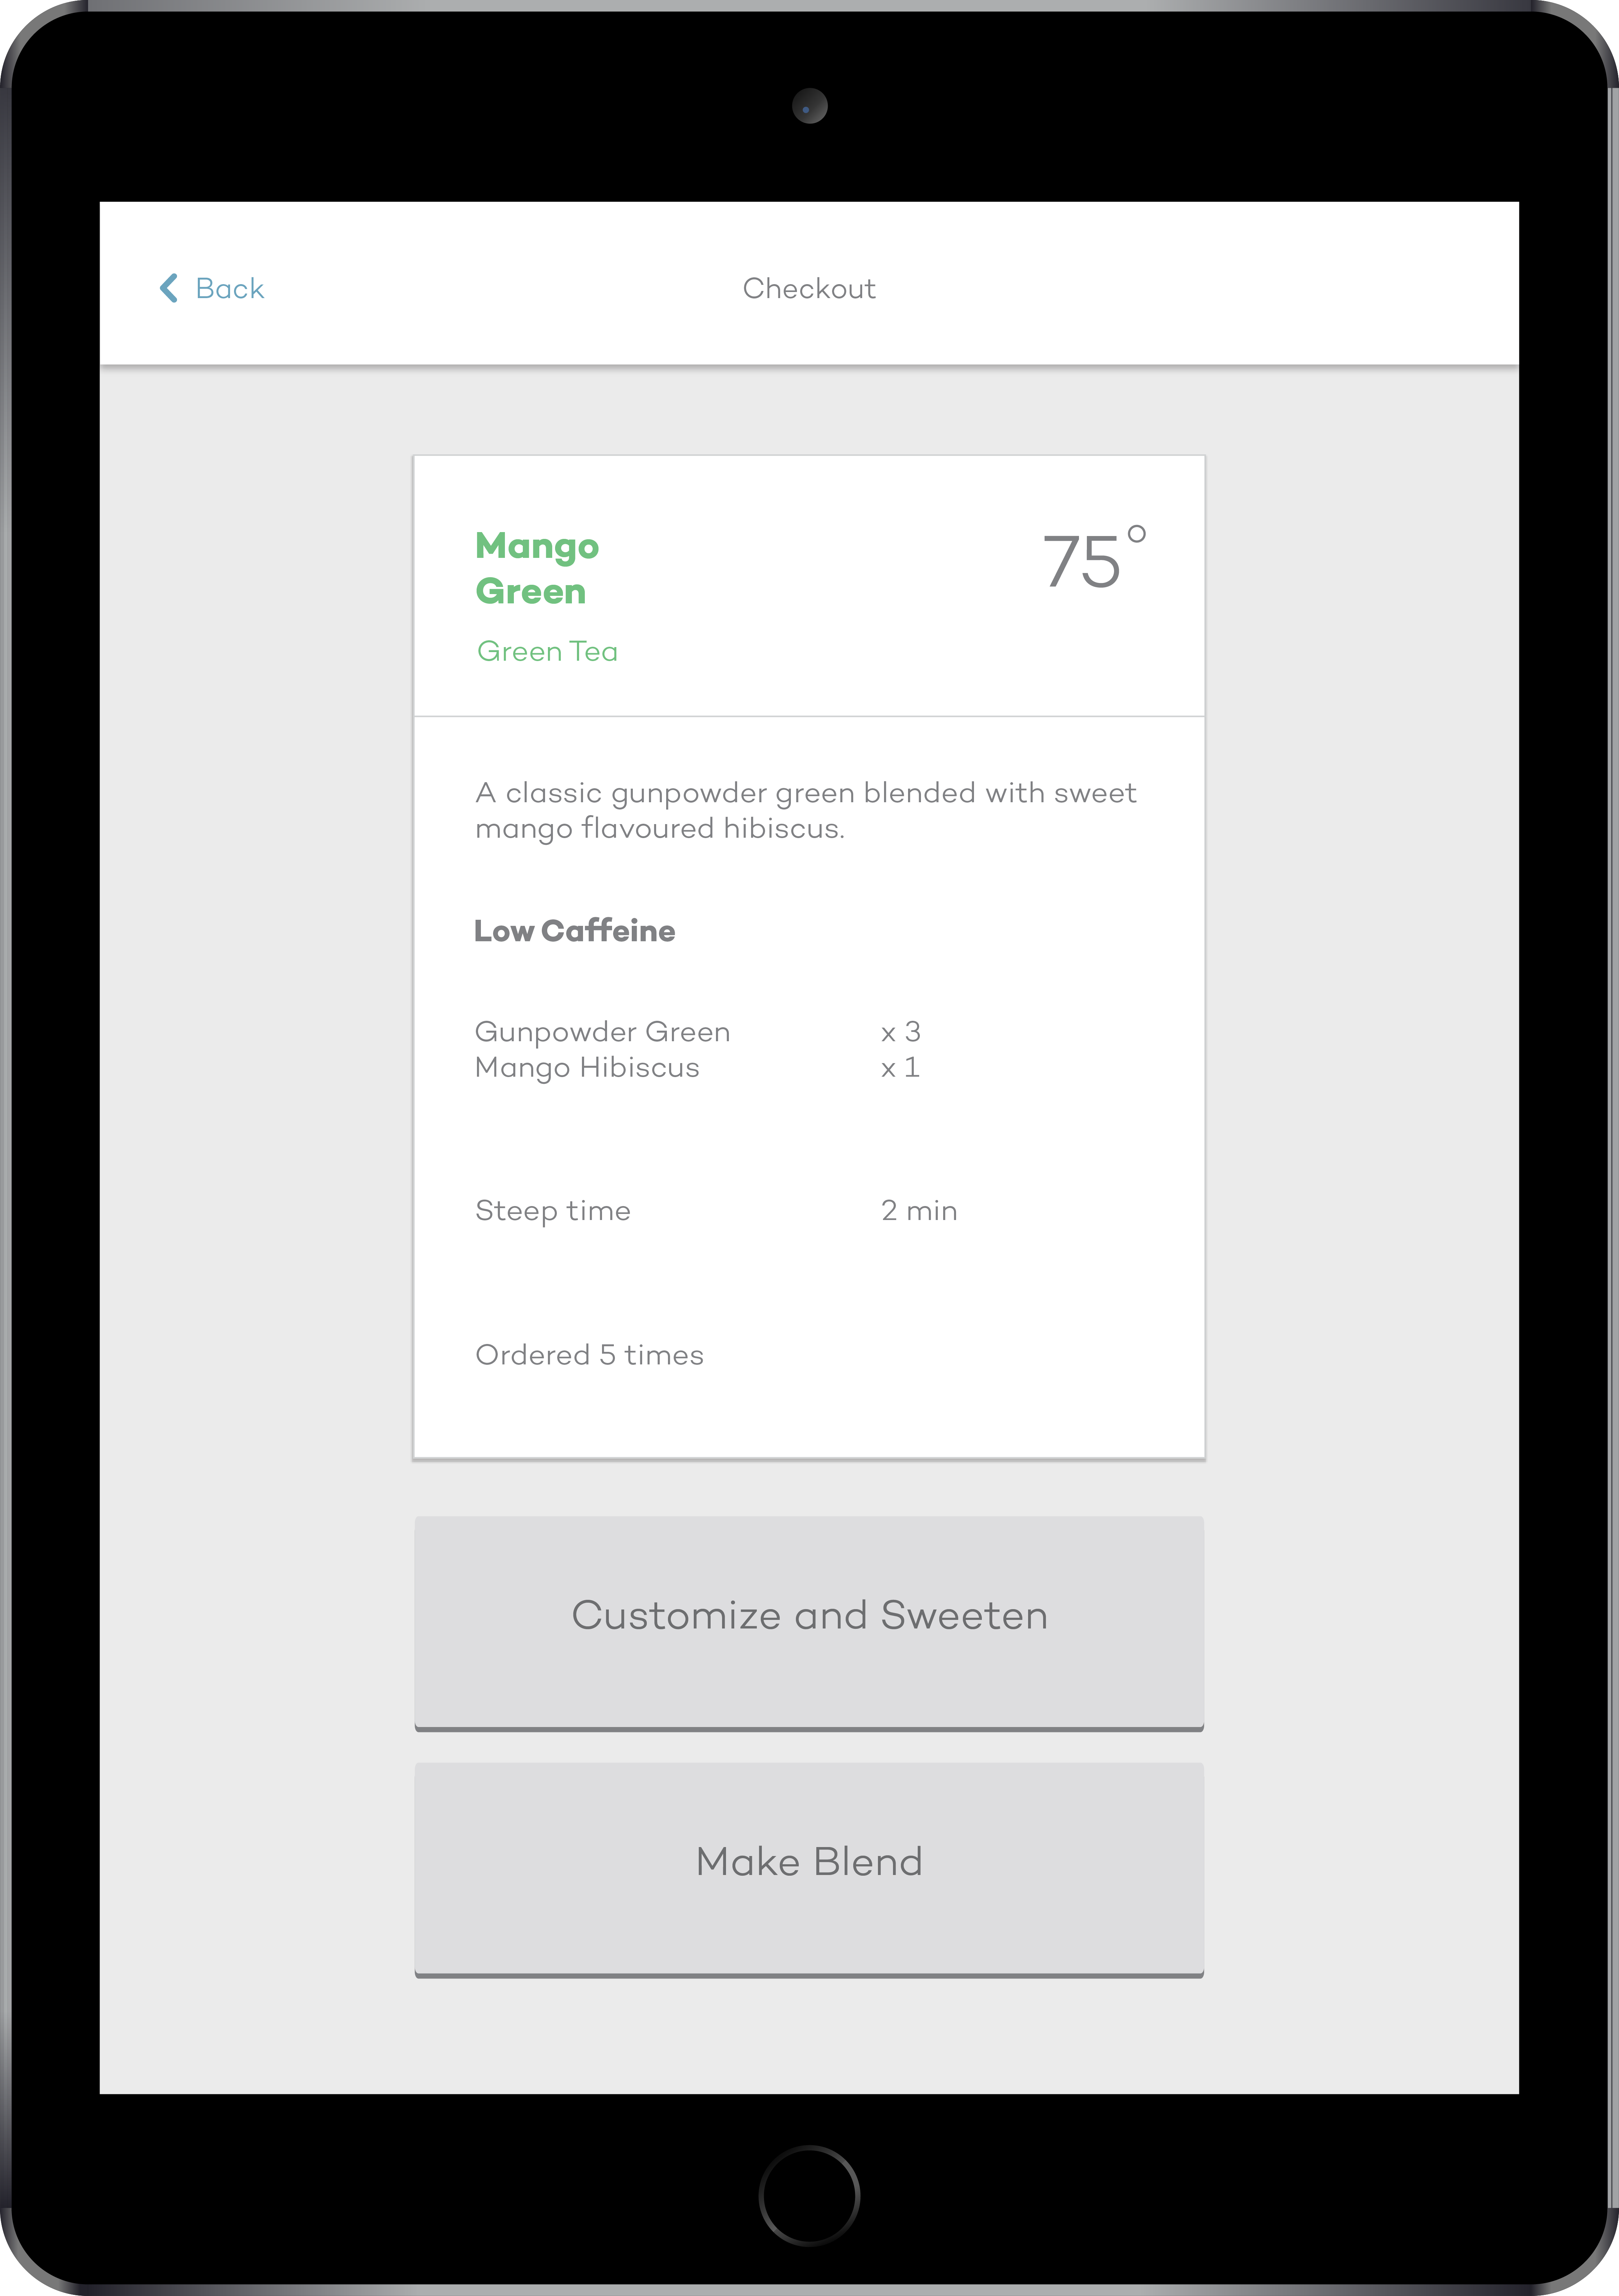 Back
Checkout
Mango
Green
75°
Green Tea
A classic gunpowder green blended with sweet
mango flavoured hibiscus.
Low Caffeine
Gunpowder Green x 3
Mango Hibiscus x 1
Steep time 2 min
Ordered 5 times
Customize and Sweeten
Make Blend